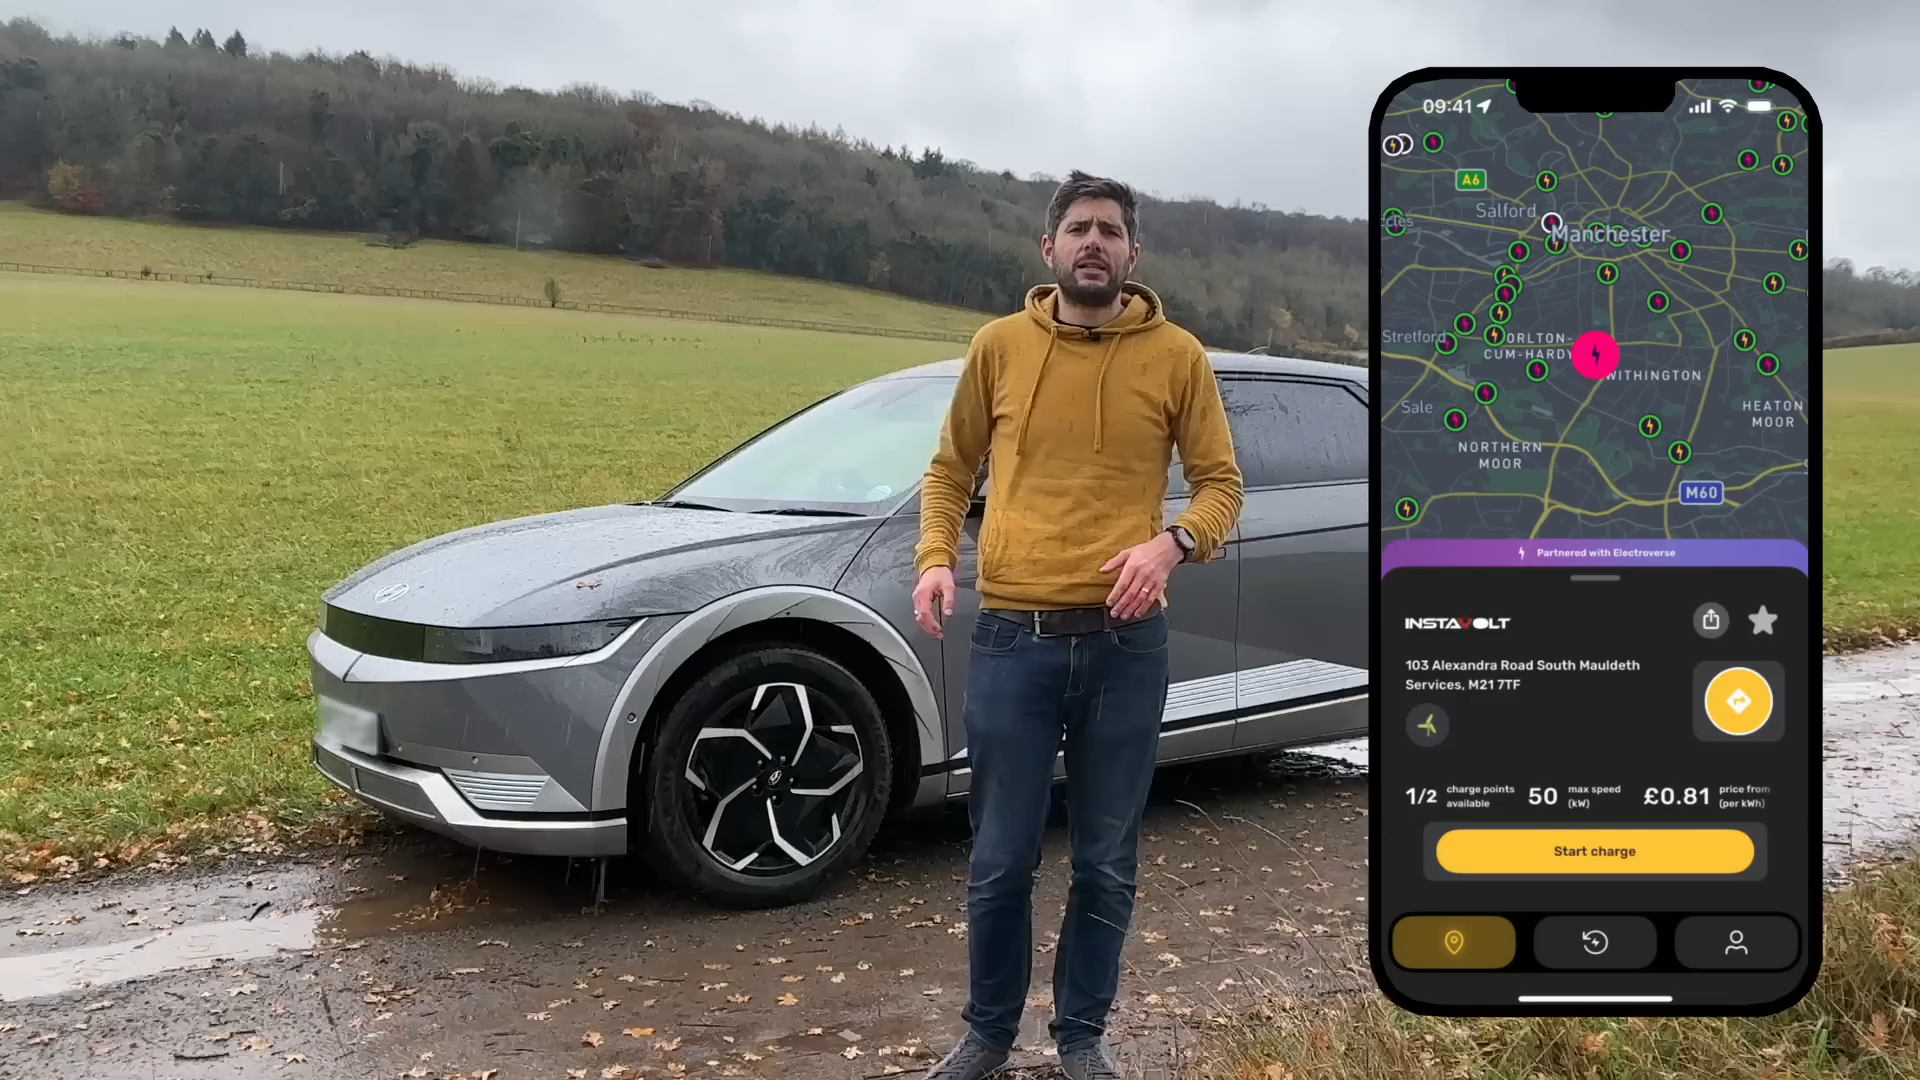 09:41
A6
Salford
cles
Manchester
Stretford
ORLTON-
CUM-HARDY
WITHINGTON
Sale
HEATON
MOOR
NORTHERN
MOOR
M60
Partnered with Electroverse
INSTAVOLT
103 Alexandra Road South Mauldeth
Services, M21 7TF
1/2 charge points available
50 max speed (kW)
£0.81 price from (per kWh)
Start charge